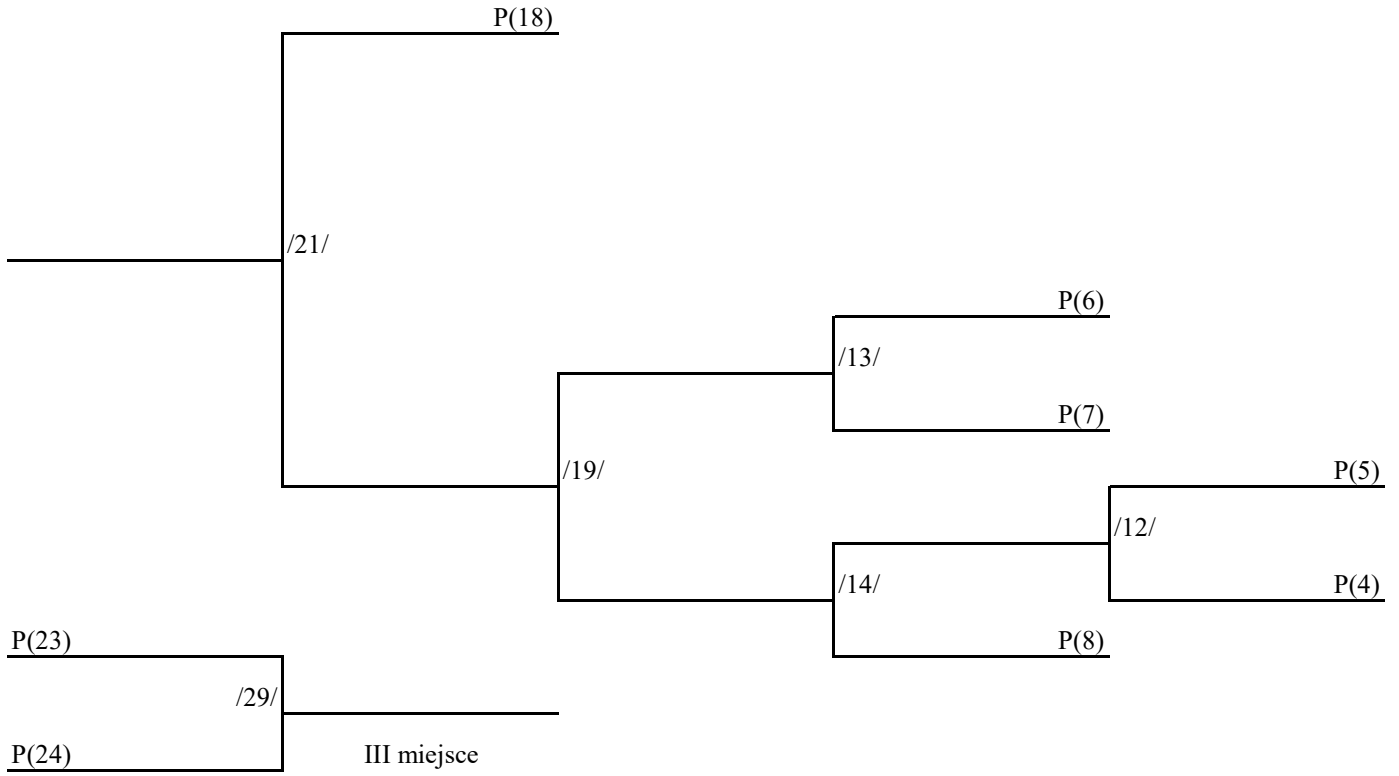 P(18)
/21/
P(6)
/13/
P(7)
/19/
P(5)
/12/
/14/
P(4)
P(23)
P(8)
/29/
P(24)
III miejsce